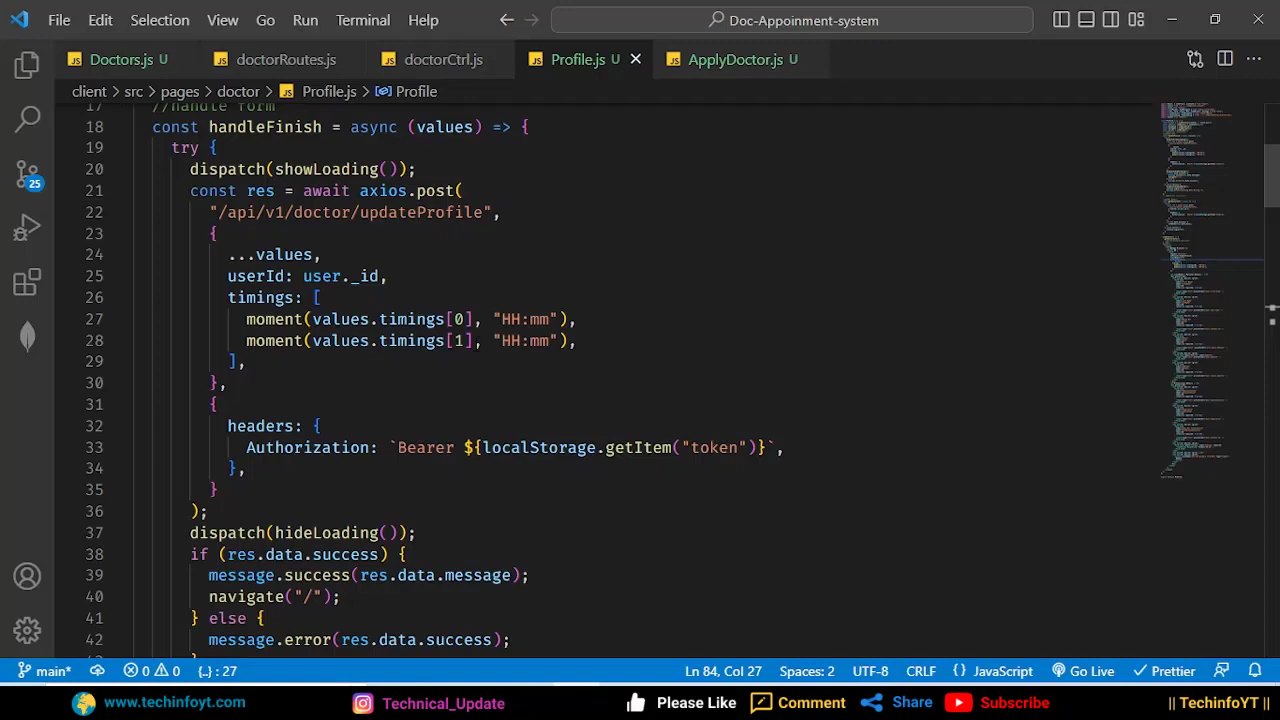 File Edit Selection View Go Run Terminal Help Doc-Appoinment-system
Doctors.js U doctorRoutes.js doctorCtrl.js Profile.js U ApplyDoctor.js U
client > src > pages > doctor > Profile.js > Profile
17 //handle form
18 const handleFinish = async (values) => {
19 try {
20 dispatch(showLoading());
21 const res = await axios.post(
22 "/api/v1/doctor/updateProfile",
23 {
24 ...values,
25 userId: user._id,
26 timings: [
27 moment(values.timings[0], "HH:mm"),
28 moment(values.timings[1], "HH:mm"),
29 ],
30 },
31 {
32 headers: {
33 Authorization: `Bearer ${localStorage.getItem("token")}`,
34 },
35 }
36 );
37 dispatch(hideLoading());
38 if (res.data.success) {
39 message.success(res.data.message);
40 navigate("/");
41 } else {
42 message.error(res.data.success);
25
main* 0 0 {..} : 27 Ln 84, Col 27 Spaces: 2 UTF-8 CRLF {} JavaScript Go Live Prettier
www.techinfoyt.com Technical_Update Please Like Comment Share Subscribe || TechinfoYT ||